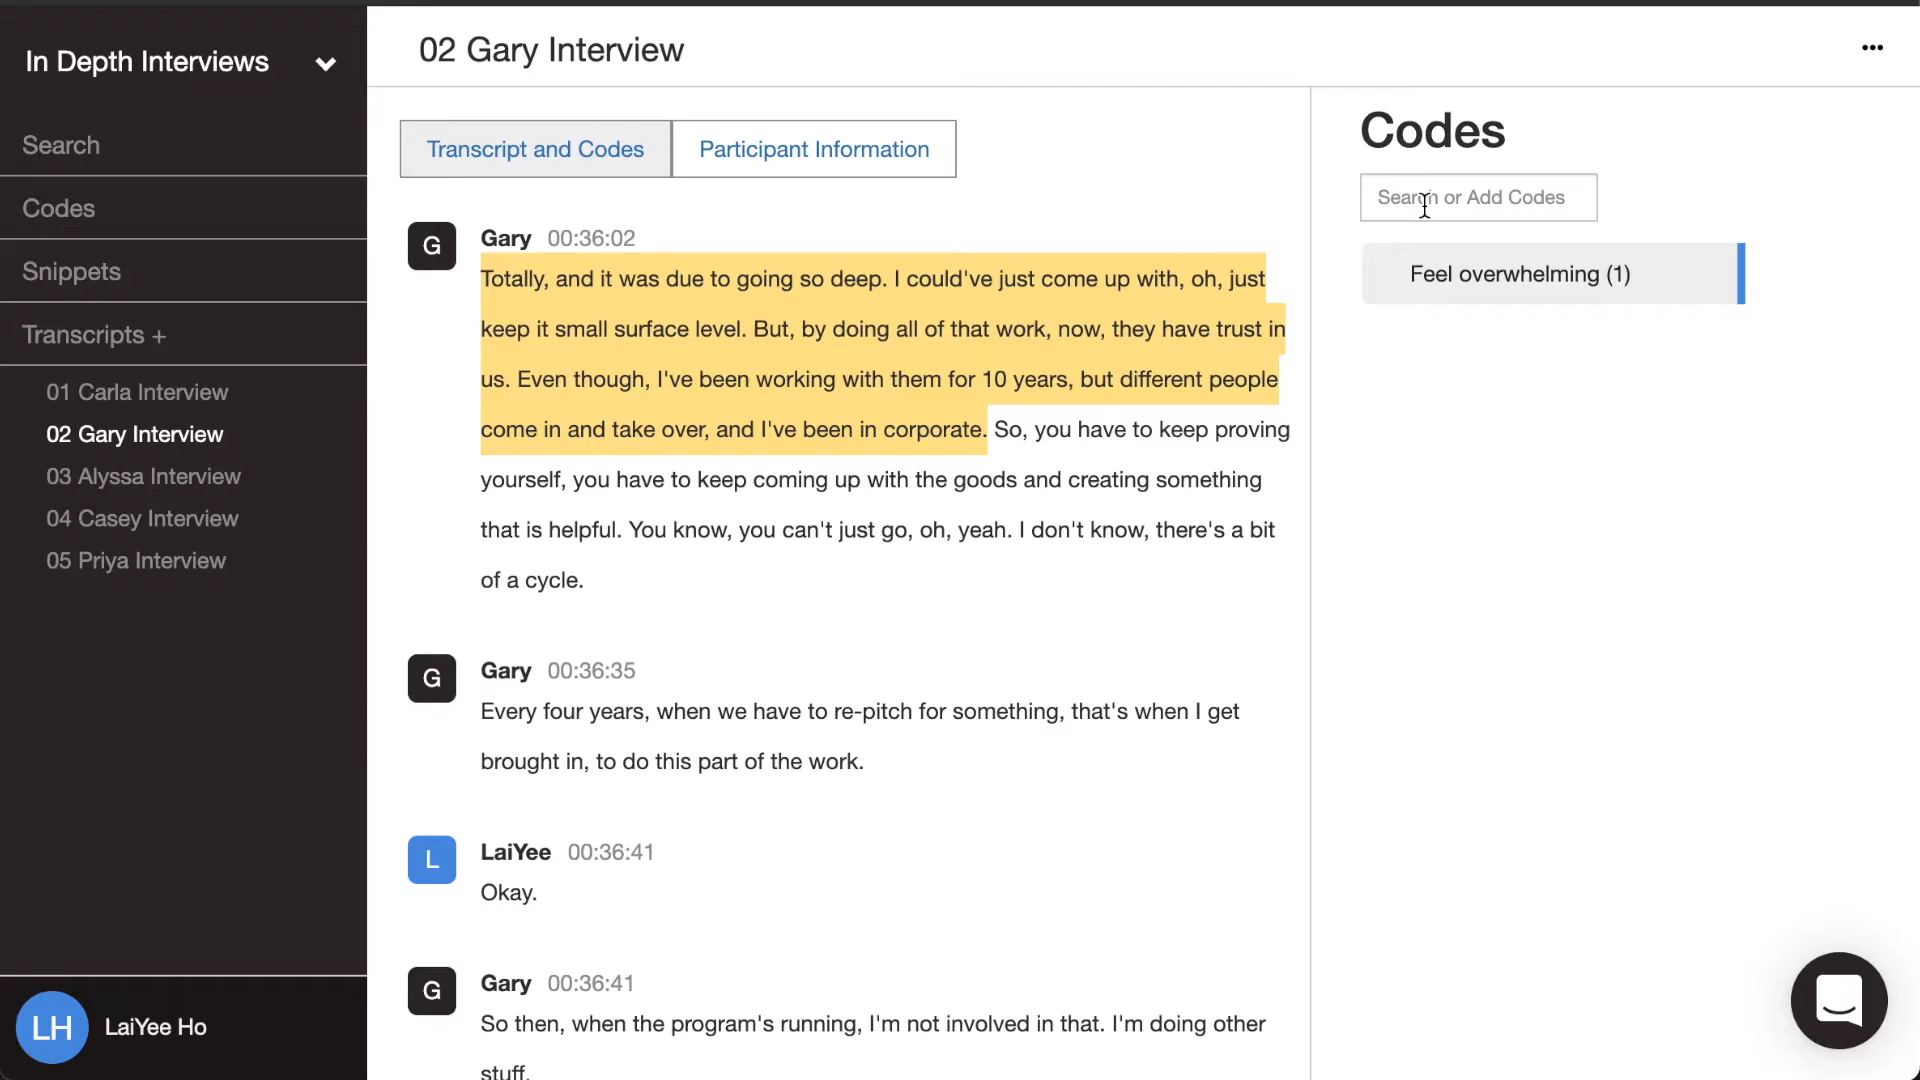 In Depth Interviews
Search
Codes
Snippets
Transcripts +
01 Carla Interview
02 Gary Interview
03 Alyssa Interview
04 Casey Interview
05 Priya Interview
LH
LaiYee Ho
02 Gary Interview
Transcript and Codes
Participant Information
G
Gary 00:36:02
Totally, and it was due to going so deep. I could've just come up with, oh, just
keep it small surface level. But, by doing all of that work, now, they have trust in
us. Even though, I've been working with them for 10 years, but different people
come in and take over, and I've been in corporate. So, you have to keep proving
yourself, you have to keep coming up with the goods and creating something
that is helpful. You know, you can't just go, oh, yeah. I don't know, there's a bit
of a cycle.
G
Gary 00:36:35
Every four years, when we have to re-pitch for something, that's when I get
brought in, to do this part of the work.
L
LaiYee 00:36:41
Okay.
G
Gary 00:36:41
So then, when the program's running, I'm not involved in that. I'm doing other
stuff.
Codes
Search or Add Codes
Feel overwhelming (1)